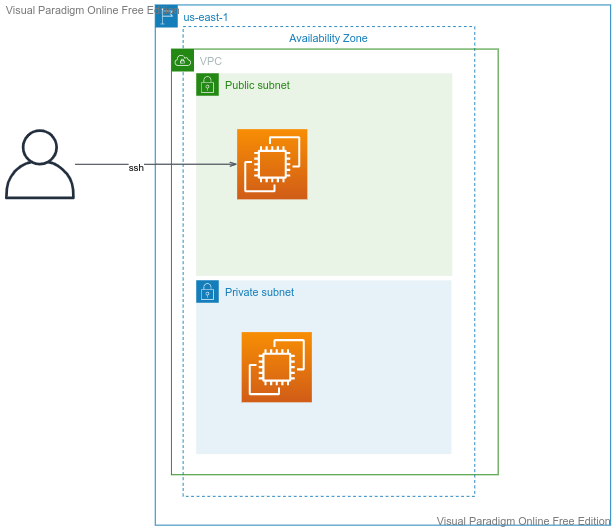 Visual Paradigm Online Free Edition
us-east-1
Availability Zone
VPC
Public subnet
ssh
Private subnet
Visual Paradigm Online Free Edition